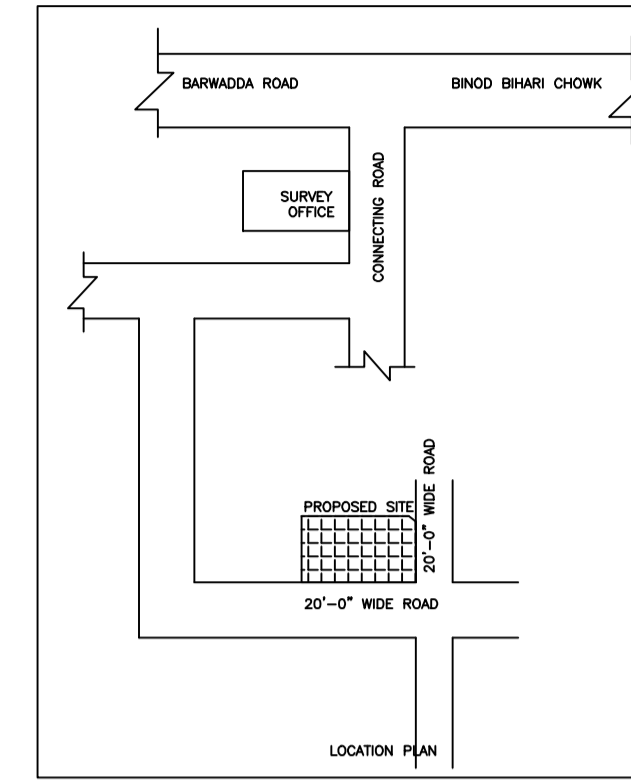 BARWADDA ROAD
BINOD BIHARI CHOWK
SURVEY
OFFICE
CONNECTING ROAD
PROPOSED SITE
20'-0" WIDE ROAD
20'-0" WIDE ROAD
LOCATION PLAN